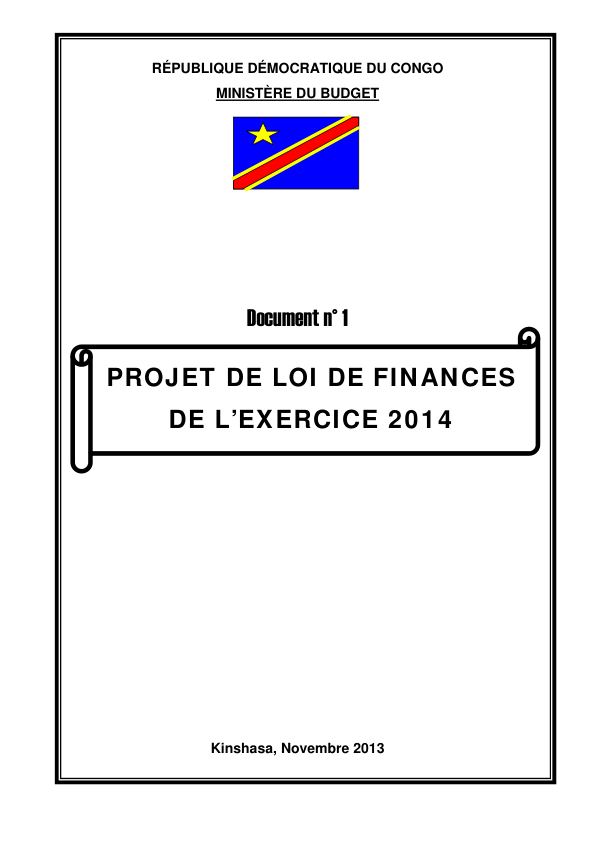 RÉPUBLIQUE DÉMOCRATIQUE DU CONGO
MINISTÈRE DU BUDGET
Document n° 1
PROJET DE LOI DE FINANCES
DE L’EXERCICE 2014
Kinshasa, Novembre 2013